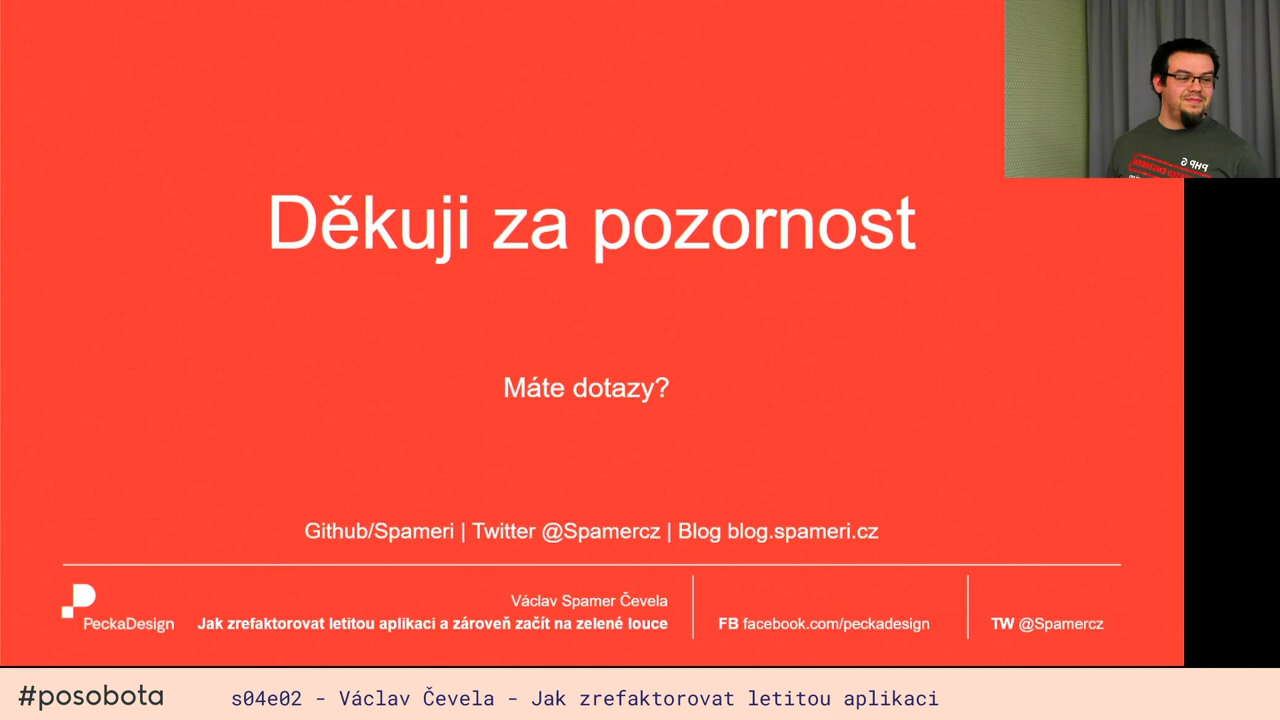 Děkuji za pozornost
Máte dotazy?
Github/Spameri | Twitter @Spamercz | Blog blog.spameri.cz
PeckaDesign
Václav Spamer Čevela
Jak zrefaktorovat letitou aplikaci a zároveň začít na zelené louce
FB facebook.com/peckadesign
TW @Spamercz
PHP G
#posobota
s04e02 - Václav Čevela - Jak zrefaktorovat letitou aplikaci